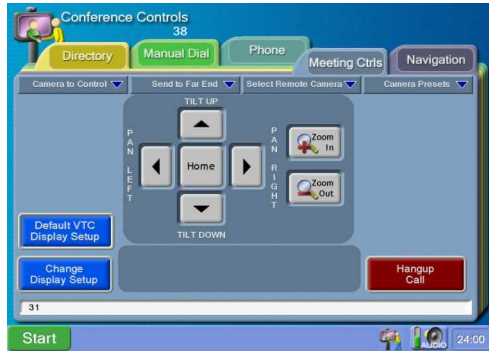 Conference Controls
38
Directory
Manual Dial
Phone
Meeting Ctrls
Navigation
Camera to Control
Send to Far End
Select Remote Camera
Camera Presets
TILT UP
PAN LEFT
Home
PAN RIGHT
Zoom
In
Zoom
Out
TILT DOWN
Default VTC
Display Setup
Change
Display Setup
Hangup
Call
31
Start
AUDIO
24:00